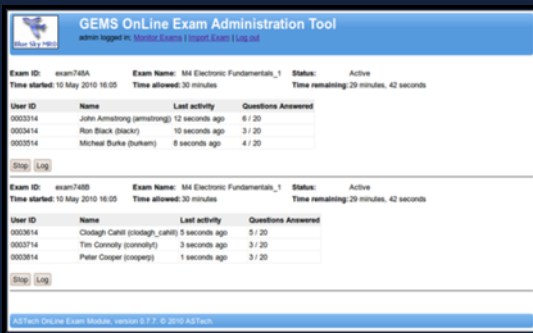 GEMS OnLine Exam Administration Tool
admin logged in: Monitor Exams | Import Exam | Log out
Blue Sky MRO
Exam ID: exam748A Exam Name: M4 Electronic Fundamentals_1 Status: Active
Time started: 10 May 2010 16:05 Time allowed: 30 minutes Time remaining: 29 minutes, 42 seconds
User ID Name Last activity Questions Answered
0003314 John Armstrong (armstrongj) 12 seconds ago 6 / 20
0003414 Ron Black (blackr) 10 seconds ago 3 / 20
0003514 Micheal Burke (burkem) 8 seconds ago 4 / 20
Stop Log
Exam ID: exam748B Exam Name: M4 Electronic Fundamentals_1 Status: Active
Time started: 10 May 2010 16:05 Time allowed: 30 minutes Time remaining: 29 minutes, 42 seconds
User ID Name Last activity Questions Answered
0003614 Clodagh Cahill (clodagh_cahill) 5 seconds ago 5 / 20
0003714 Tim Connolly (connollyt) 3 seconds ago 3 / 20
0003814 Peter Cooper (cooperp) 1 seconds ago 3 / 20
Stop Log
ASTech OnLine Exam Module, version 0.7.7. © 2010 ASTech.